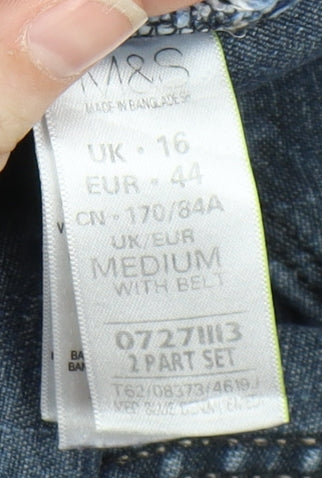 M&S
MADE IN BANGLADESH
UK • 16
EUR • 44
CN • 170/84A
UK/EUR
MEDIUM
WITH BELT
07271113
2 PART SET
T62/08373/4619J